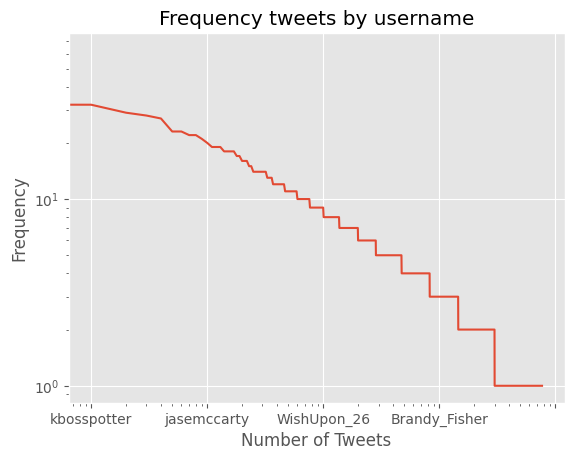 Frequency tweets by username
Frequency
10¹
10⁰
kbosspotter
jasemccarty
WishUpon_26
Brandy_Fisher
Number of Tweets